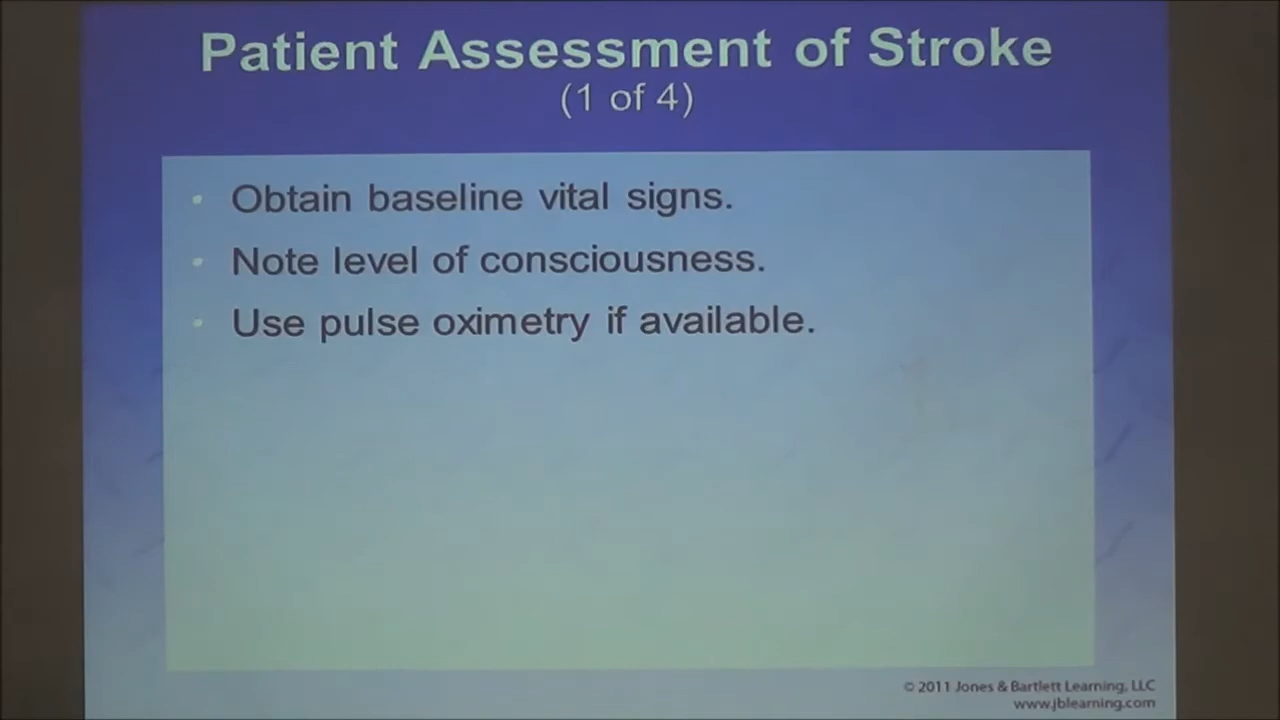 Patient Assessment of Stroke
(1 of 4)
• Obtain baseline vital signs.
• Note level of consciousness.
• Use pulse oximetry if available.
© 2011 Jones & Bartlett Learning, LLC
www.jblearning.com